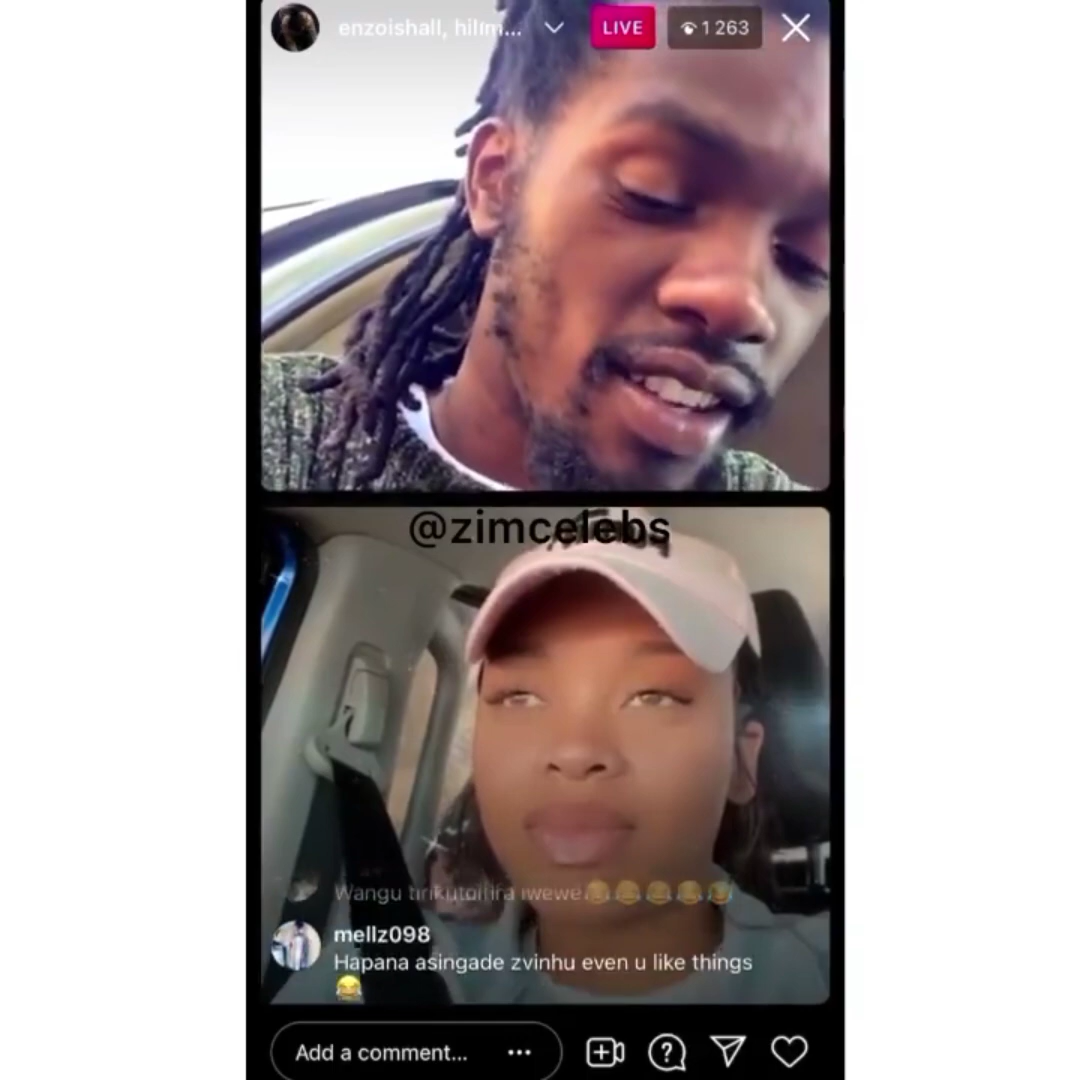 enzoishall, hilm...
LIVE
1 263
@zimcelebs
Wangu tirikutoitira iwewe😂😂😂😂😂
mellz098
Hapana asingade zvinhu even u like things
😂
Add a comment...